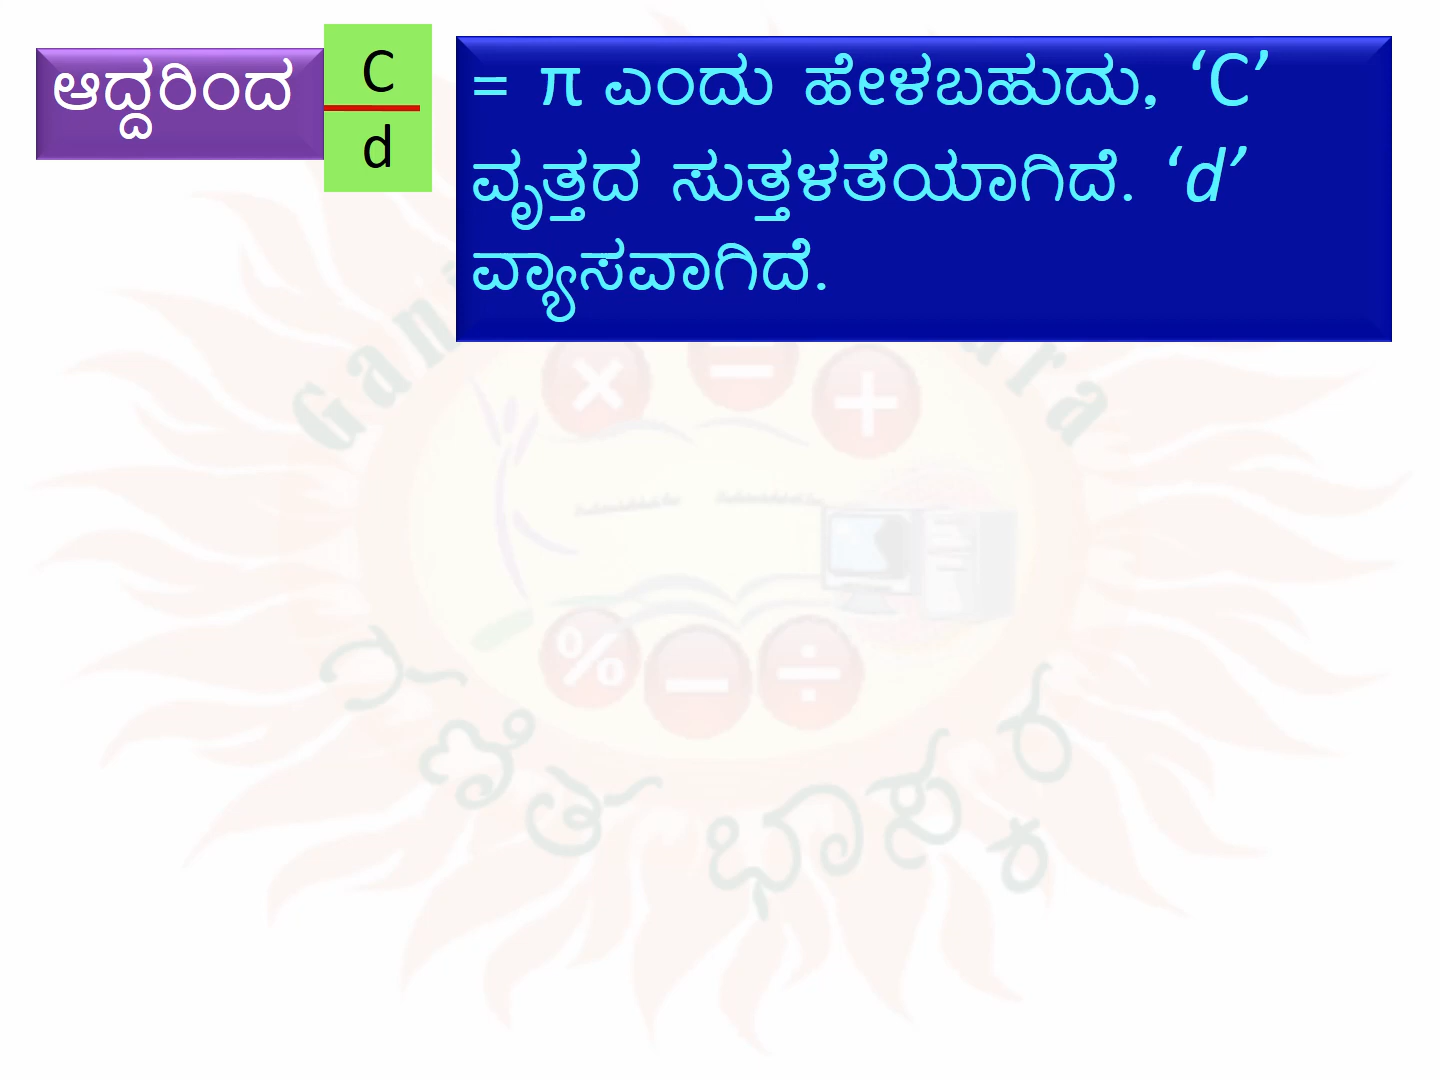 ಆದ್ದರಿಂದ
C
d
= π ಎಂದು ಹೇಳಬಹುದು, ‘C’
ವೃತ್ತದ ಸುತ್ತಳತೆಯಾಗಿದೆ. ‘d’
ವ್ಯಾಸವಾಗಿದೆ.